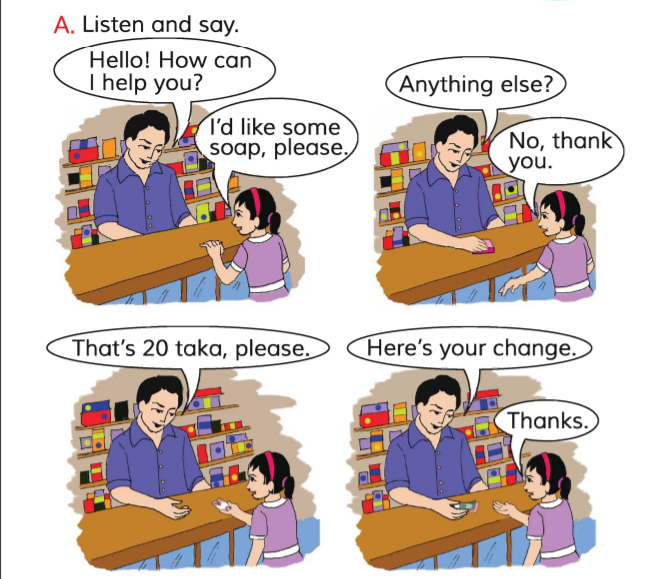 A. Listen and say.
Hello! How can
I help you?
I'd like some
soap, please.
Anything else?
No, thank
you.
That's 20 taka, please.
Here's your change.
Thanks.